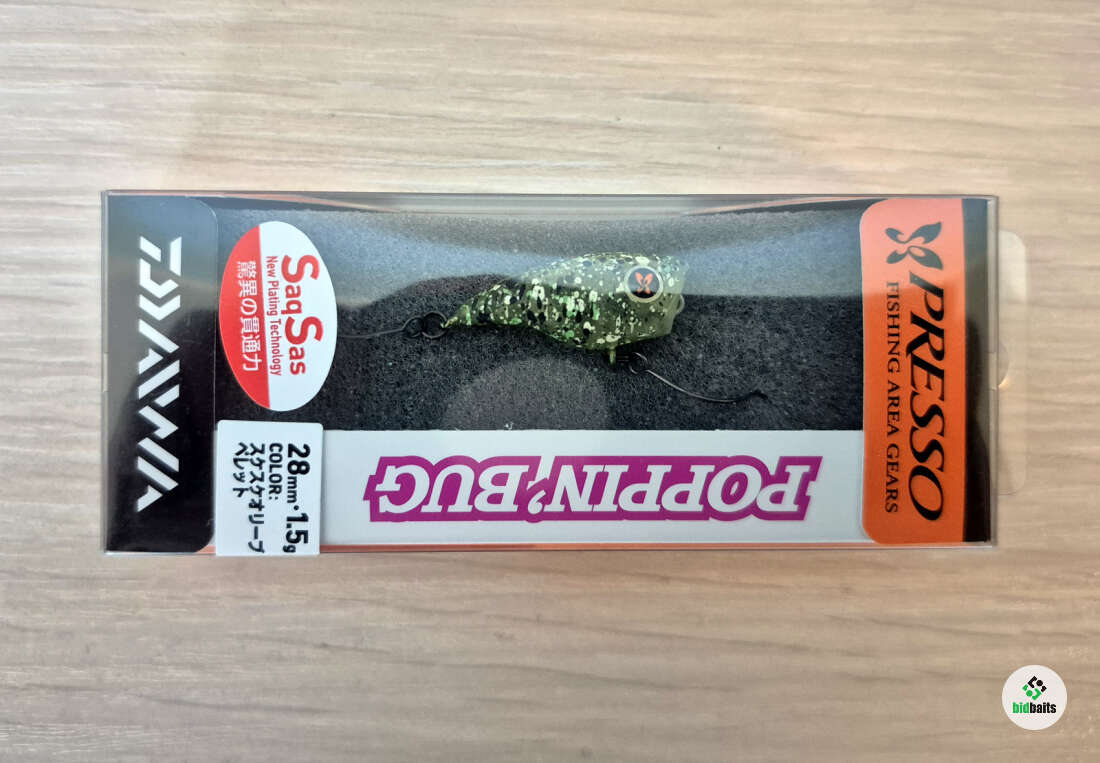 DAIWA
SaqSas
New Plating Technology
驚異の貫通力
28mm・1.5g
COLOR:
スケスケオリーブ
ペレット
POPPIN' BUG
PRESSO
FISHING AREA GEARS
bidbaits